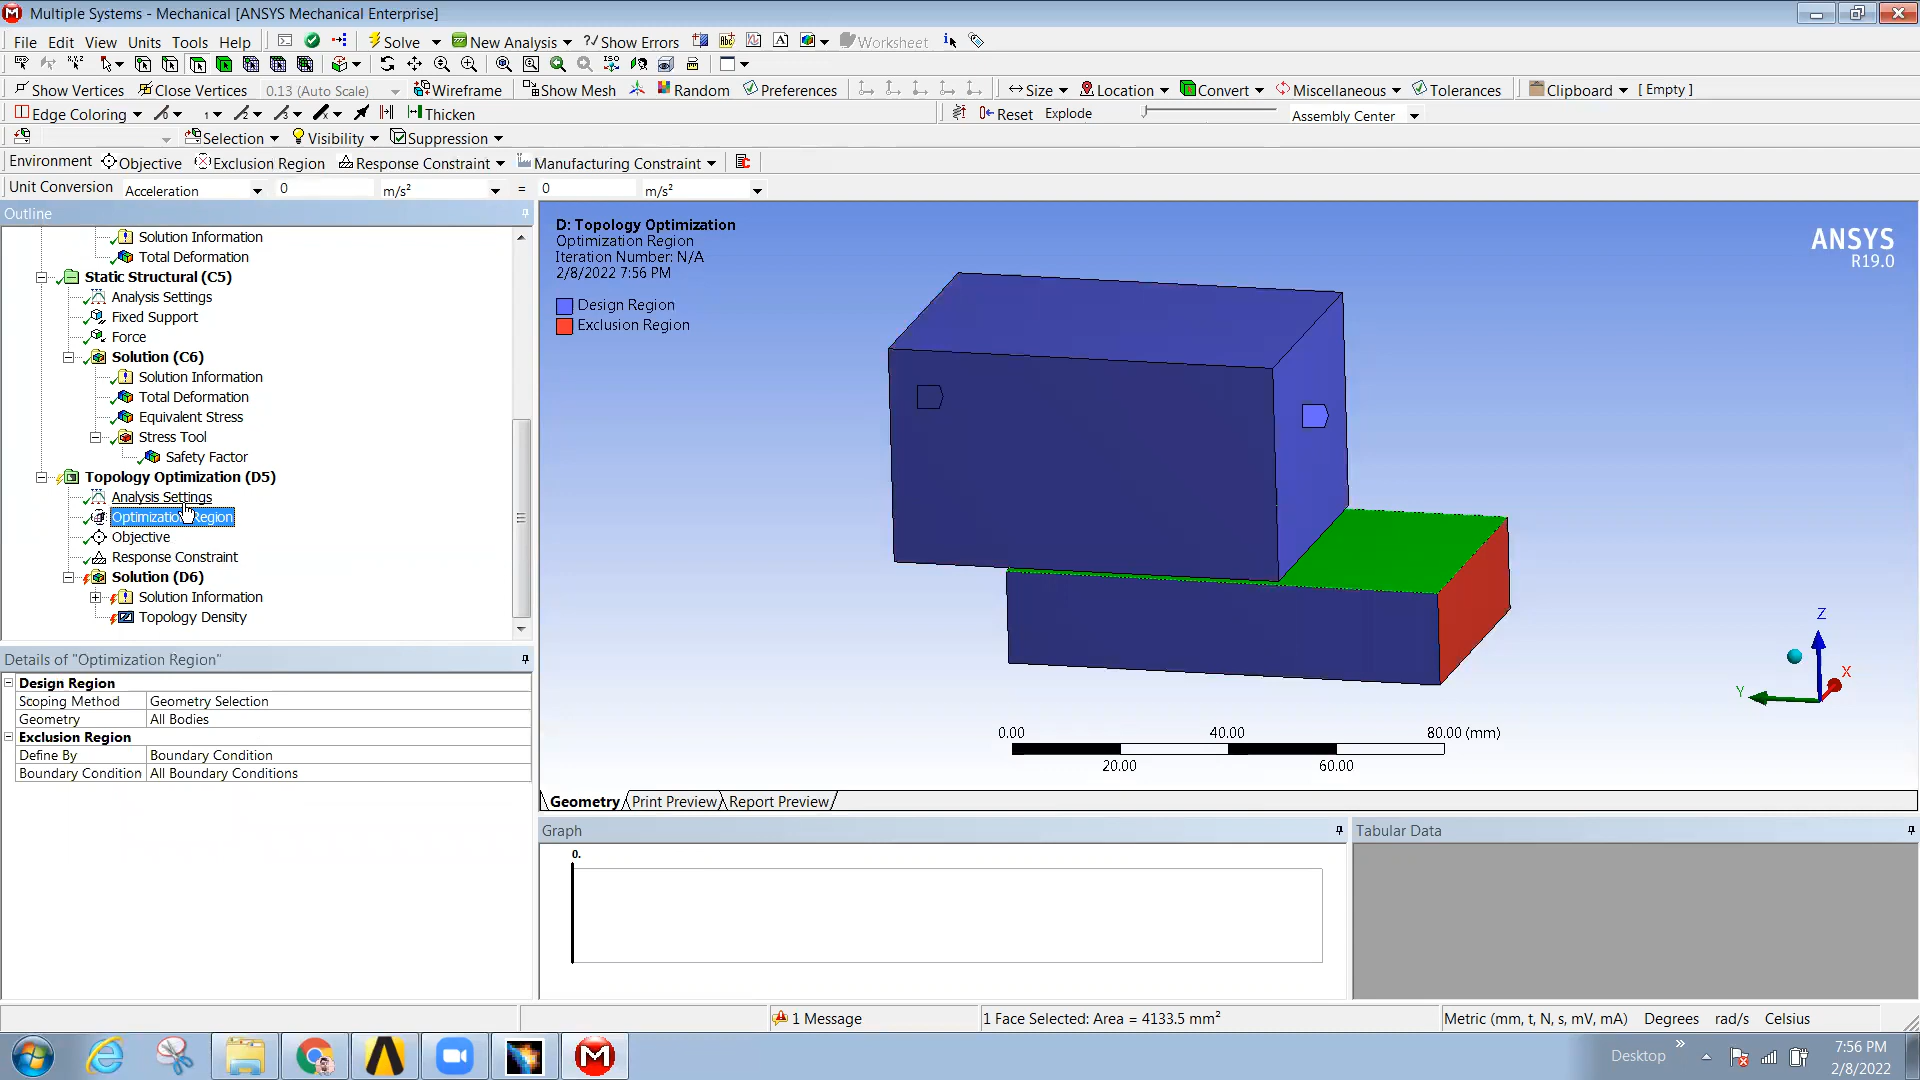 Multiple Systems - Mechanical [ANSYS Mechanical Enterprise]
File Edit View Units Tools Help Solve New Analysis ?/Show Errors A Worksheet i
ISO
Show Vertices Close Vertices 0.13 (Auto Scale) Wireframe Show Mesh Random Preferences Size Location Convert Miscellaneous Tolerances Clipboard [ Empty ]
Edge Coloring Thicken Reset Explode Assembly Center
Selection Visibility Suppression
Environment Objective Exclusion Region Response Constraint Manufacturing Constraint
Unit Conversion Acceleration 0 m/s² = 0 m/s²
Outline
Solution Information
Total Deformation
Static Structural (C5)
Analysis Settings
Fixed Support
Force
Solution (C6)
Solution Information
Total Deformation
Equivalent Stress
Stress Tool
Safety Factor
Topology Optimization (D5)
Analysis Settings
Optimization Region
Objective
Response Constraint
Solution (D6)
Solution Information
Topology Density
Details of "Optimization Region"
Design Region
Scoping Method Geometry Selection
Geometry All Bodies
Exclusion Region
Define By Boundary Condition
Boundary Condition All Boundary Conditions
D: Topology Optimization
Optimization Region
Iteration Number: N/A
2/8/2022 7:56 PM
Design Region
Exclusion Region
ANSYS
R19.0
Z
X
Y
0.00 40.00 80.00 (mm)
20.00 60.00
Geometry Print Preview Report Preview
Graph
0.
Tabular Data
1 Message 1 Face Selected: Area = 4133.5 mm² Metric (mm, t, N, s, mV, mA) Degrees rad/s Celsius
Desktop
7:56 PM
2/8/2022